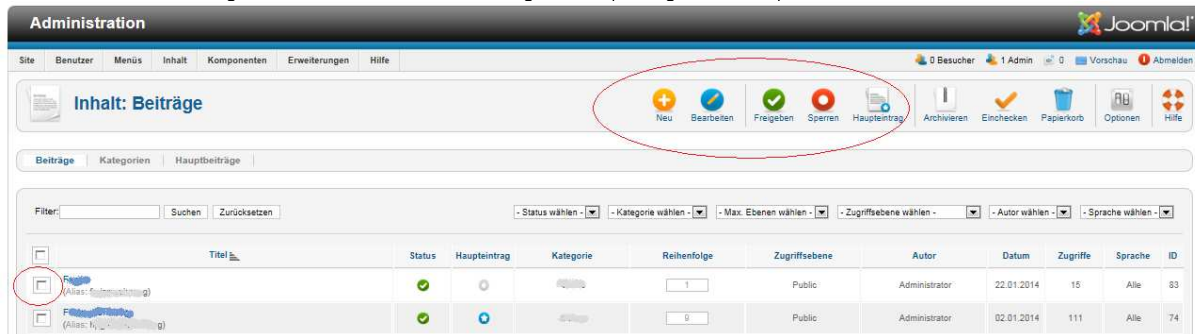 Administration
Joomla!
Site Benutzer Menüs Inhalt Komponenten Erweiterungen Hilfe
0 Besucher 1 Admin 0 Vorschau Abmelden
Inhalt: Beiträge
Neu Bearbeiten Freigeben Sperren Haupteintrag Archivieren Einchecken Papierkorb Optionen Hilfe
Beiträge Kategorien Hauptbeiträge
Filter: Suchen Zurücksetzen - Status wählen - - Kategorie wählen - - Max. Ebenen wählen - - Zugriffsebene wählen - - Autor wählen - - Sprache wählen -
Titel Status Haupteintrag Kategorie Reihenfolge Zugriffsebene Autor Datum Zugriffe Sprache ID
1 Public Administrator 22.01.2014 15 Alle 83
(Alias:
9 Public Administrator 02.01.2014 111 Alle 74
(Alias: